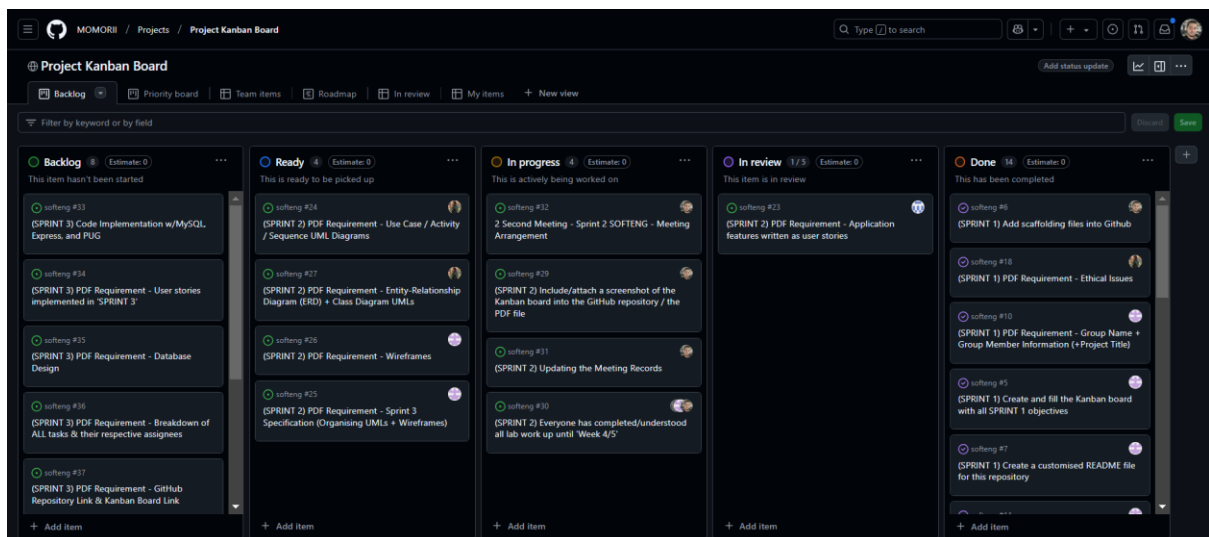 MOMORII / Projects / Project Kanban Board
Type / to search
Project Kanban Board
Add status update
Backlog
Priority board
Team items
Roadmap
In review
My items
+ New view
Filter by keyword or by field
Discard
Save
Backlog 8 Estimate: 0
This item hasn't been started
softeng #33
(SPRINT 3) Code Implementation w/MySQL,
Express, and PUG
softeng #34
(SPRINT 3) PDF Requirement - User stories
implemented in 'SPRINT 3'
softeng #35
(SPRINT 3) PDF Requirement - Database
Design
softeng #36
(SPRINT 3) PDF Requirement - Breakdown of
ALL tasks & their respective assignees
softeng #37
(SPRINT 3) PDF Requirement - GitHub
Repository Link & Kanban Board Link
+ Add item
Ready 4 Estimate: 0
This is ready to be picked up
softeng #24
(SPRINT 2) PDF Requirement - Use Case / Activity
/ Sequence UML Diagrams
softeng #27
(SPRINT 2) PDF Requirement - Entity-Relationship
Diagram (ERD) + Class Diagram UMLs
softeng #26
(SPRINT 2) PDF Requirement - Wireframes
softeng #25
(SPRINT 2) PDF Requirement - Sprint 3
Specification (Organising UMLs + Wireframes)
+ Add item
In progress 4 Estimate: 0
This is actively being worked on
softeng #32
2 Second Meeting - Sprint 2 SOFTENG - Meeting
Arrangement
softeng #29
(SPRINT 2) Include/attach a screenshot of the
Kanban board into the GitHub repository / the
PDF file
softeng #31
(SPRINT 2) Updating the Meeting Records
softeng #30
(SPRINT 2) Everyone has completed/understood
all lab work up until 'Week 4/5'
+ Add item
In review 1 / 5 Estimate: 0
This item is in review
softeng #23
(SPRINT 2) PDF Requirement - Application
features written as user stories
+ Add item
Done 14 Estimate: 0
This has been completed
softeng #6
(SPRINT 1) Add scaffolding files into Github
softeng #18
(SPRINT 1) PDF Requirement - Ethical Issues
softeng #10
(SPRINT 1) PDF Requirement - Group Name +
Group Member Information (+Project Title)
softeng #5
(SPRINT 1) Create and fill the Kanban board
with all SPRINT 1 objectives
softeng #7
(SPRINT 1) Create a customised README file
for this repository
+ Add item